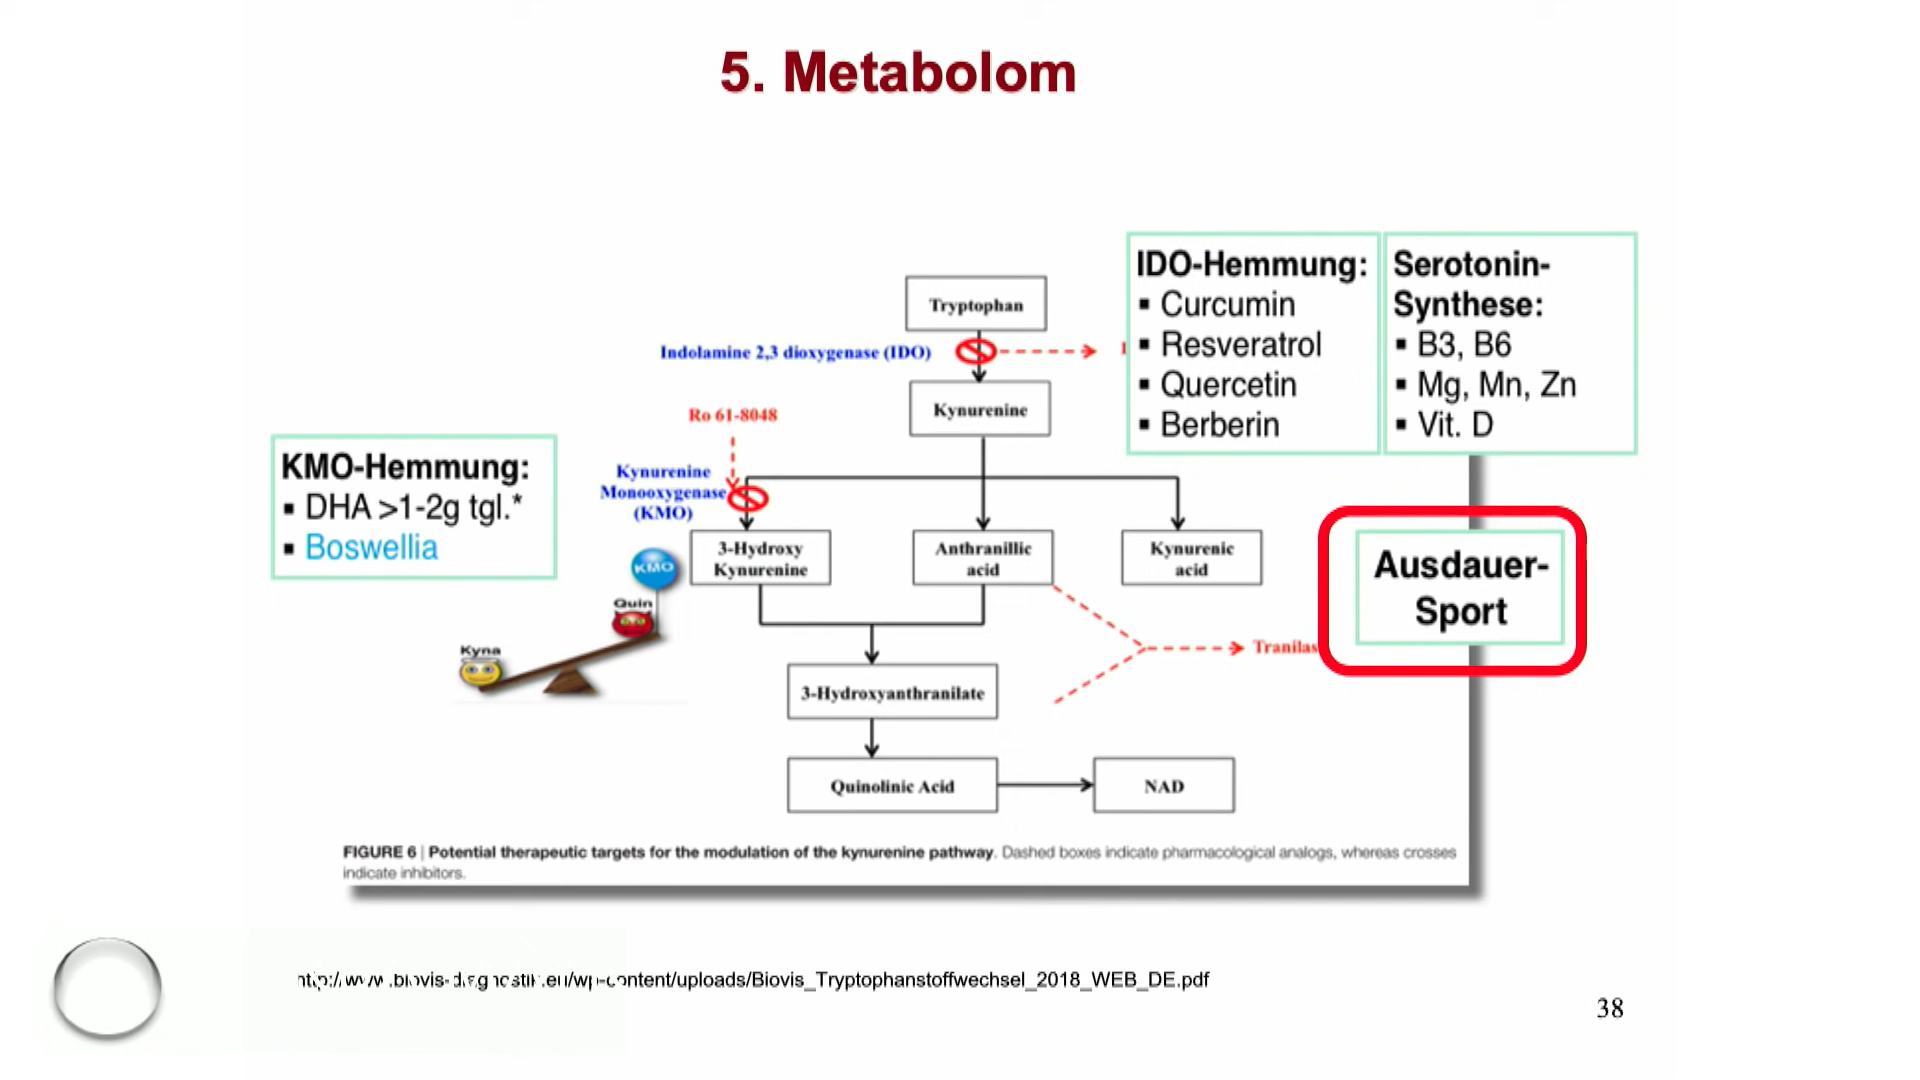 5. Metabolom
IDO-Hemmung:
▪ Curcumin
▪ Resveratrol
▪ Quercetin
▪ Berberin
Serotonin-
Synthese:
▪ B3, B6
▪ Mg, Mn, Zn
▪ Vit. D
Tryptophan
Indolamine 2,3 dioxygenase (IDO)
Kynurenine
Ro 61-8048
KMO-Hemmung:
▪ DHA >1-2g tgl.*
▪ Boswellia
Kynurenine
Monooxygenase
(KMO)
3-Hydroxy
Kynurenine
Anthranillic
acid
Kynurenic
acid
Ausdauer-
Sport
KMO
Quin
Kyna
Tranilas
3-Hydroxyanthranilate
Quinolinic Acid
NAD
FIGURE 6 | Potential therapeutic targets for the modulation of the kynurenine pathway. Dashed boxes indicate pharmacological analogs, whereas crosses
indicate inhibitors.
http://www.biovis-diagnostik.eu/wp-content/uploads/Biovis_Tryptophanstoffwechsel_2018_WEB_DE.pdf
38